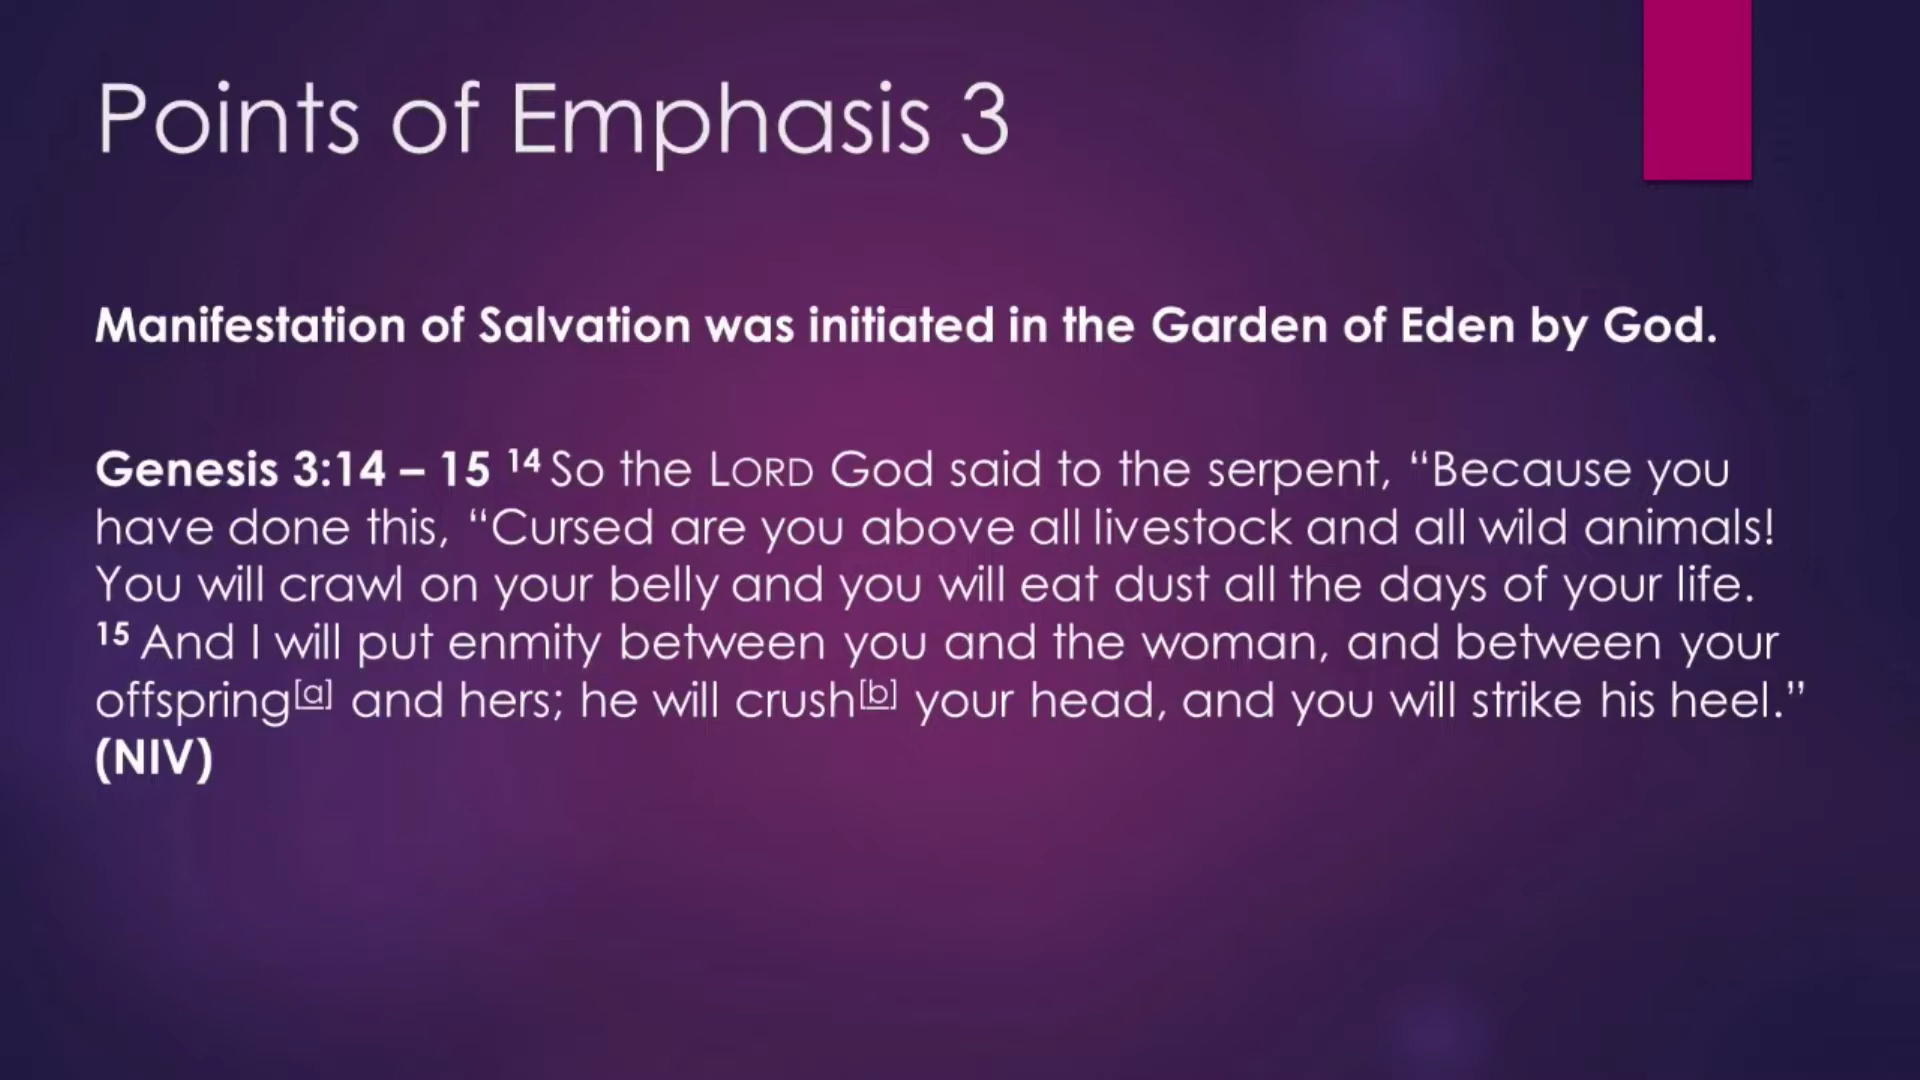 Points of Emphasis 3
Manifestation of Salvation was initiated in the Garden of Eden by God.
Genesis 3:14 – 15 14 So the LORD God said to the serpent, “Because you
have done this, “Cursed are you above all livestock and all wild animals!
You will crawl on your belly and you will eat dust all the days of your life.
15 And I will put enmity between you and the woman, and between your
offspring[a] and hers; he will crush[b] your head, and you will strike his heel.”
(NIV)